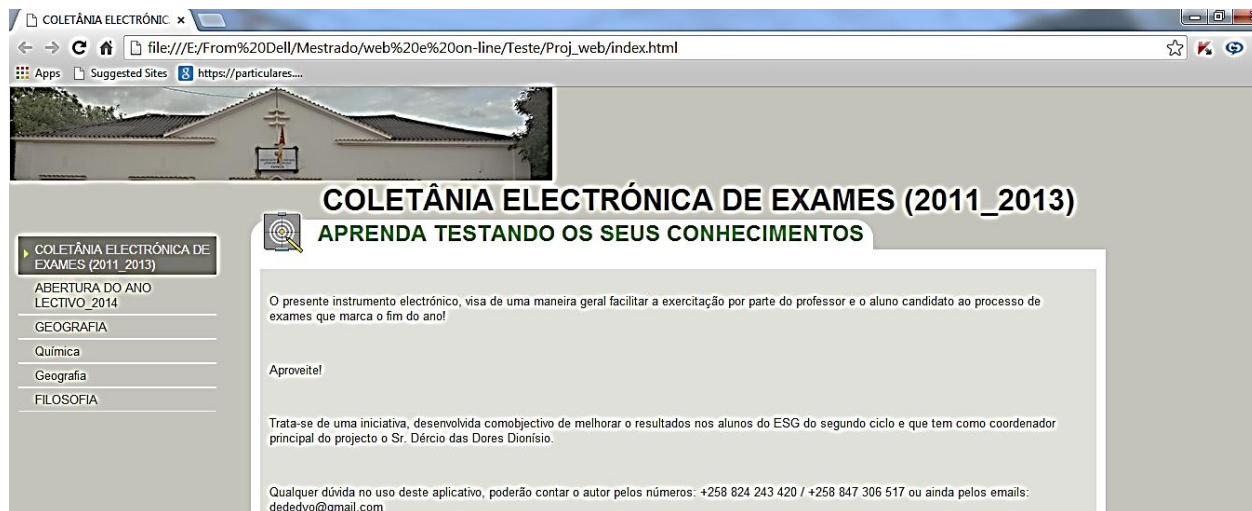 COLETÂNIA ELECTRÓNIC
file:///E:/From%20Dell/Mestrado/web%20e%20on-line/Teste/Proj_web/index.html
Apps
Suggested Sites
https://particulares....
COLETÂNIA ELECTRÓNICA DE EXAMES (2011_2013)
APRENDA TESTANDO OS SEUS CONHECIMENTOS
COLETÂNIA ELECTRÓNICA DE
EXAMES (2011_2013)
ABERTURA DO ANO
LECTIVO_2014
GEOGRAFIA
Química
Geografia
FILOSOFIA
O presente instrumento electrónico, visa de uma maneira geral facilitar a exercitação por parte do professor e o aluno candidato ao processo de
exames que marca o fim do ano!
Aproveite!
Trata-se de uma iniciativa, desenvolvida comobjectivo de melhorar o resultados nos alunos do ESG do segundo ciclo e que tem como coordenador
principal do projecto o Sr. Dércio das Dores Dionísio.
Qualquer dúvida no uso deste aplicativo, poderão contar o autor pelos números: +258 824 243 420 / +258 847 306 517 ou ainda pelos emails:
dededyo@gmail.com